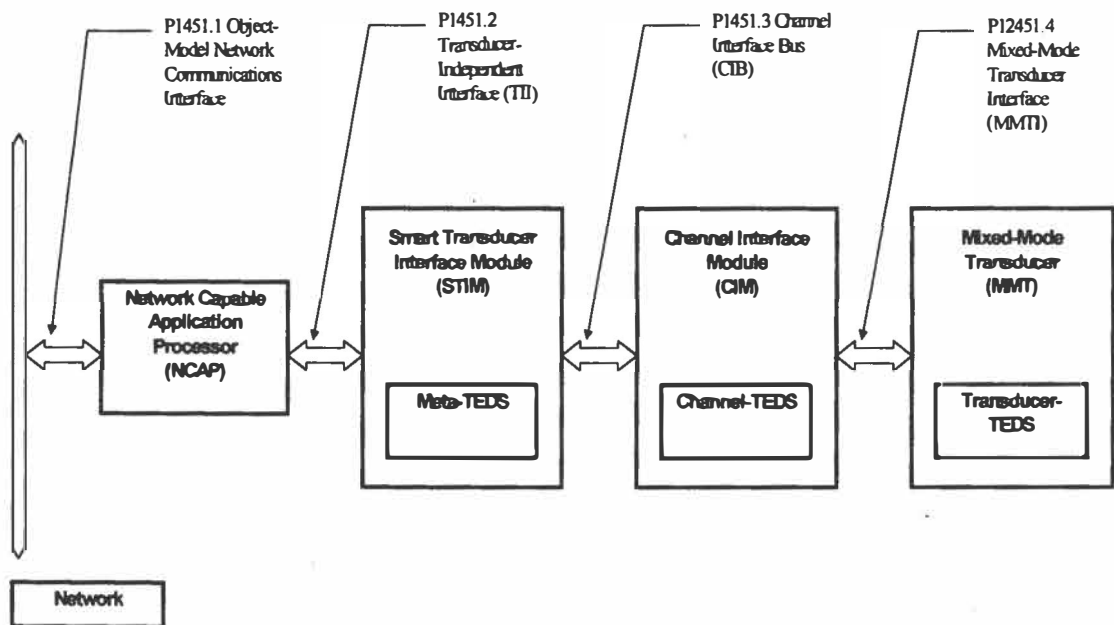 P1451.1 Object-
Model Network
Communications
Interface
P1451.2
Transducer-
Independent
Interface (TII)
P1451.3 Channel
Interface Bus
(CIB)
P12451.4
Mixed-Mode
Transducer
Interface
(MMTI)
Network Capable
Application
Processor
(NCAP)
Smart Transducer
Interface Module
(STIM)
Meta-TEDS
Channel Interface
Module
(CIM)
Channel-TEDS
Mixed-Mode
Transducer
(MMT)
Transducer-
TEDS
Network